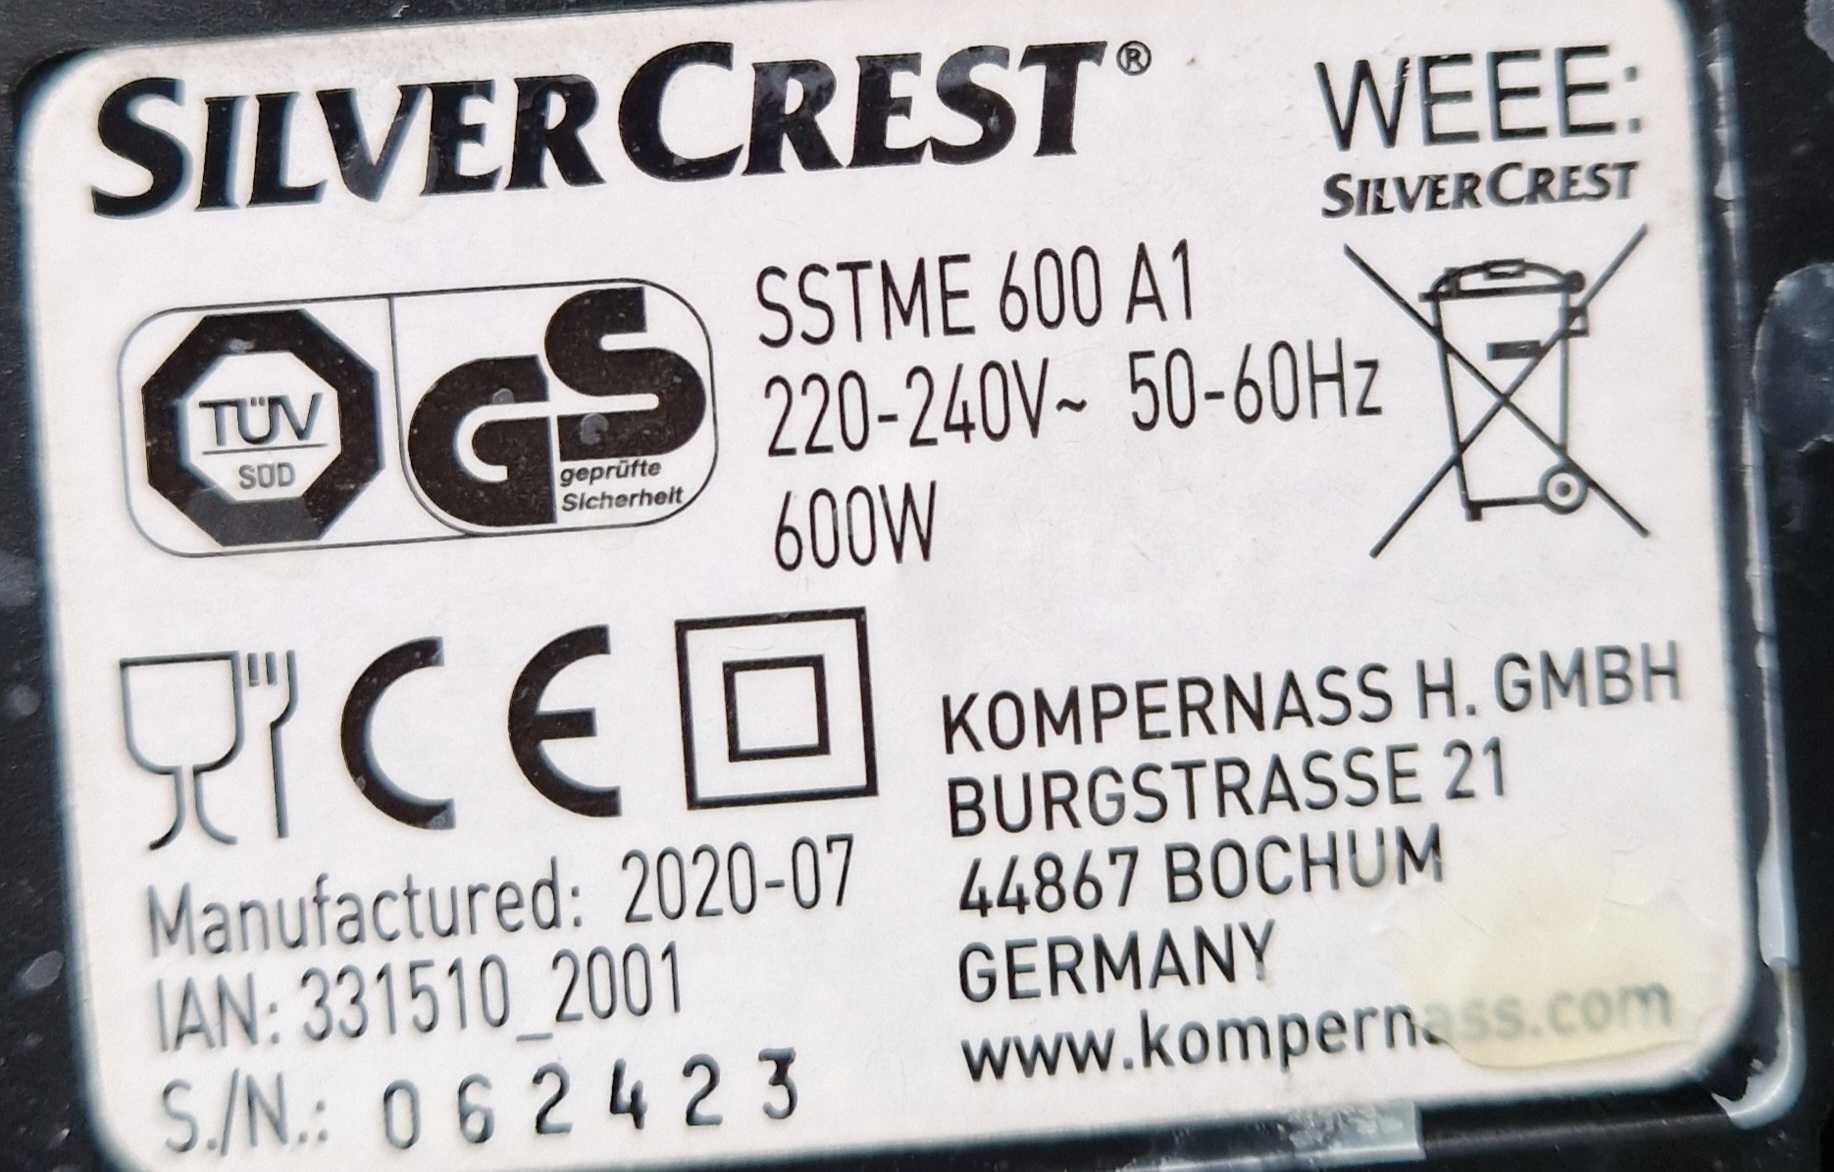 SILVERCREST®
WEEE:
SILVERCREST
TÜV
SÜD
GS
geprüfte
Sicherheit
SSTME 600 A1
220-240V~ 50-60Hz
600W
CE
Manufactured: 2020-07
IAN: 331510_2001
S./N.: 062423
KOMPERNASS H. GMBH
BURGSTRASSE 21
44867 BOCHUM
GERMANY
www.kompernass.com